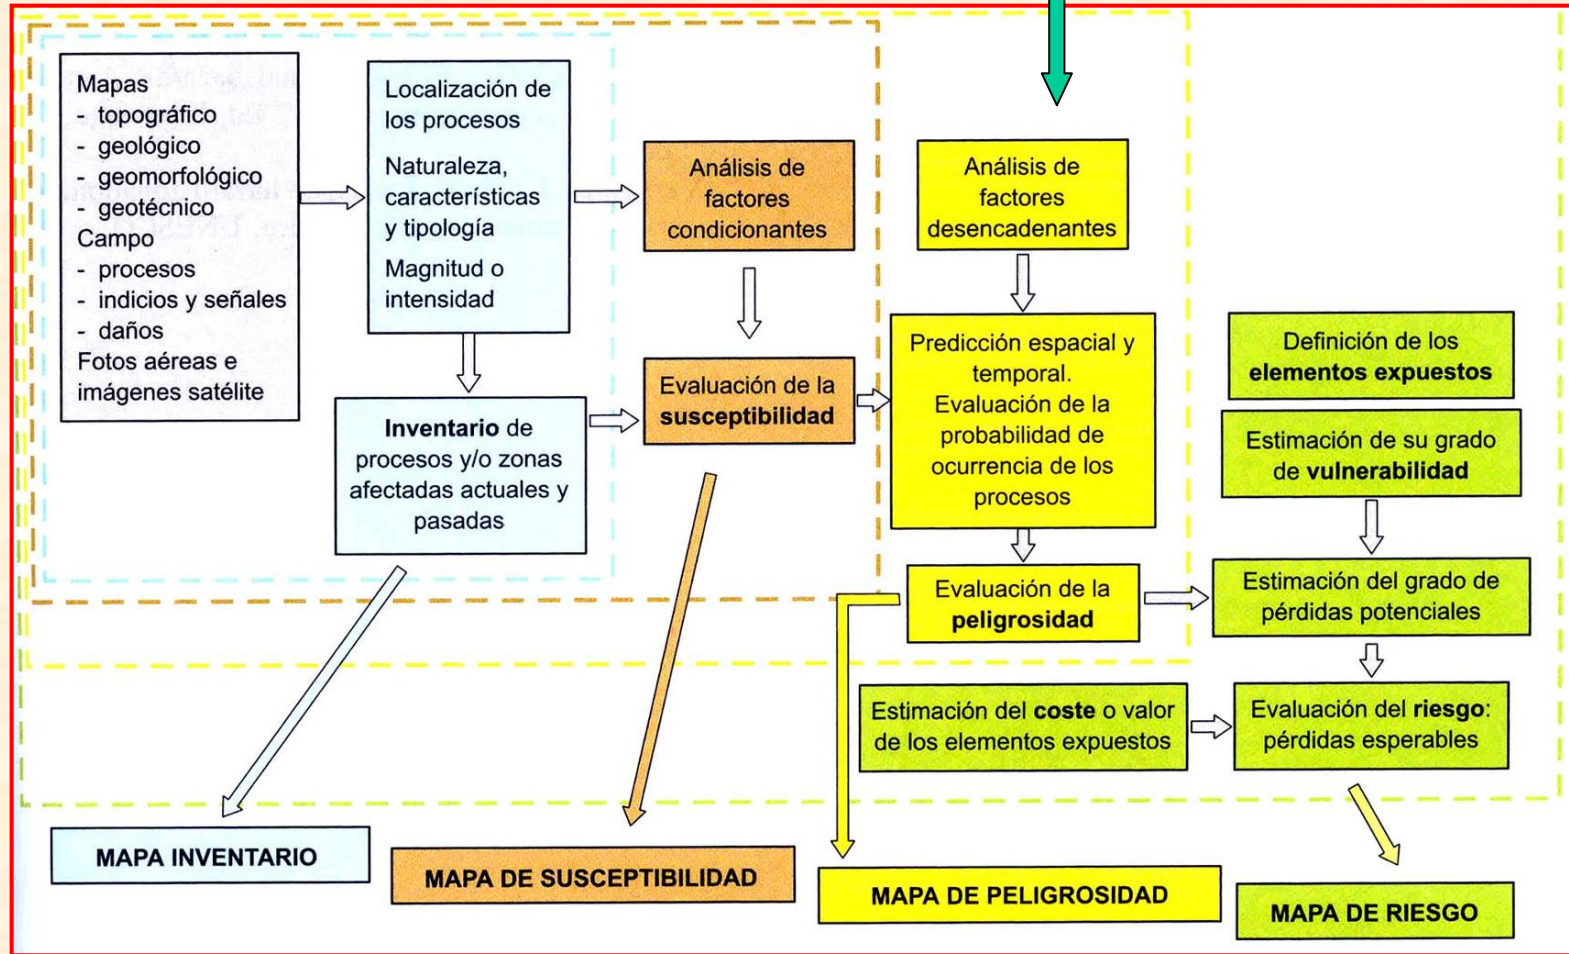 Mapas
- topográfico
- geológico
- geomorfológico
- geotécnico
Campo
- procesos
- indicios y señales
- daños
Fotos aéreas e
imágenes satélite
Localización de
los procesos
Naturaleza,
características
y tipología
Magnitud o
intensidad
Inventario de
procesos y/o zonas
afectadas actuales y
pasadas
Análisis de
factores
condicionantes
Evaluación de la
susceptibilidad
Análisis de
factores
desencadenantes
Predicción espacial y
temporal.
Evaluación de la
probabilidad de
ocurrencia de los
procesos
Evaluación de la
peligrosidad
Definición de los
elementos expuestos
Estimación de su grado
de vulnerabilidad
Estimación del grado de
pérdidas potenciales
Estimación del coste o valor
de los elementos expuestos
Evaluación del riesgo:
pérdidas esperables
MAPA INVENTARIO
MAPA DE SUSCEPTIBILIDAD
MAPA DE PELIGROSIDAD
MAPA DE RIESGO